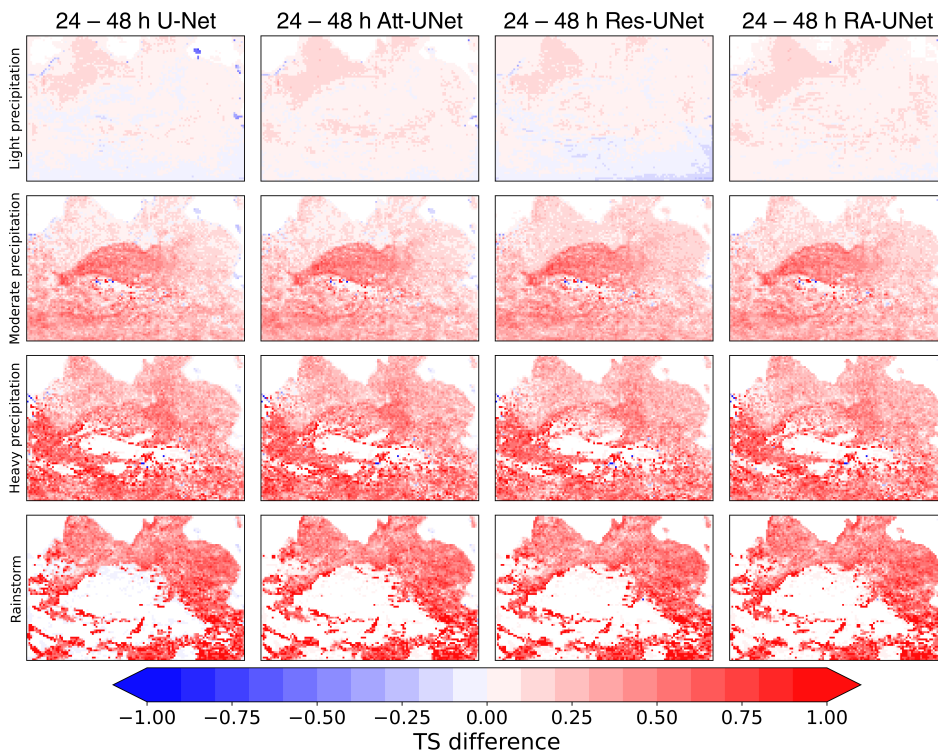 24 – 48 h U-Net
24 – 48 h Att-UNet
24 – 48 h Res-UNet
24 – 48 h RA-UNet
Light precipitation
Moderate precipitation
Heavy precipitation
Rainstorm
−1.00
−0.75
−0.50
−0.25
0.00
0.25
0.50
0.75
1.00
TS difference